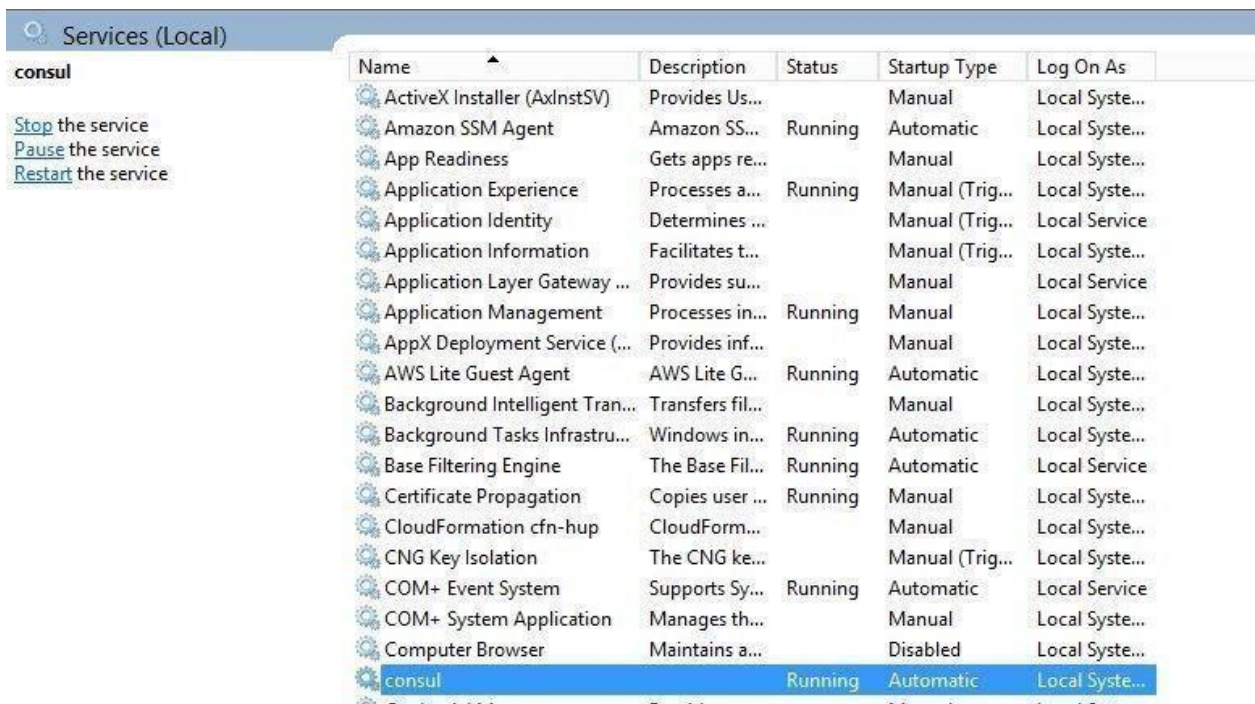 Services (Local)
consul
Stop the service
Pause the service
Restart the service
Name Description Status Startup Type Log On As
ActiveX Installer (AxInstSV) Provides Us... Manual Local Syste...
Amazon SSM Agent Amazon SS... Running Automatic Local Syste...
App Readiness Gets apps re... Manual Local Syste...
Application Experience Processes a... Running Manual (Trig... Local Syste...
Application Identity Determines ... Manual (Trig... Local Service
Application Information Facilitates t... Manual (Trig... Local Syste...
Application Layer Gateway ... Provides su... Manual Local Service
Application Management Processes in... Running Manual Local Syste...
AppX Deployment Service (... Provides inf... Manual Local Syste...
AWS Lite Guest Agent AWS Lite G... Running Automatic Local Syste...
Background Intelligent Tran... Transfers fil... Manual Local Syste...
Background Tasks Infrastru... Windows in... Running Automatic Local Syste...
Base Filtering Engine The Base Fil... Running Automatic Local Service
Certificate Propagation Copies user ... Running Manual Local Syste...
CloudFormation cfn-hup CloudForm... Manual Local Syste...
CNG Key Isolation The CNG ke... Manual (Trig... Local Syste...
COM+ Event System Supports Sy... Running Automatic Local Service
COM+ System Application Manages th... Manual Local Syste...
Computer Browser Maintains a... Disabled Local Syste...
consul Running Automatic Local Syste...